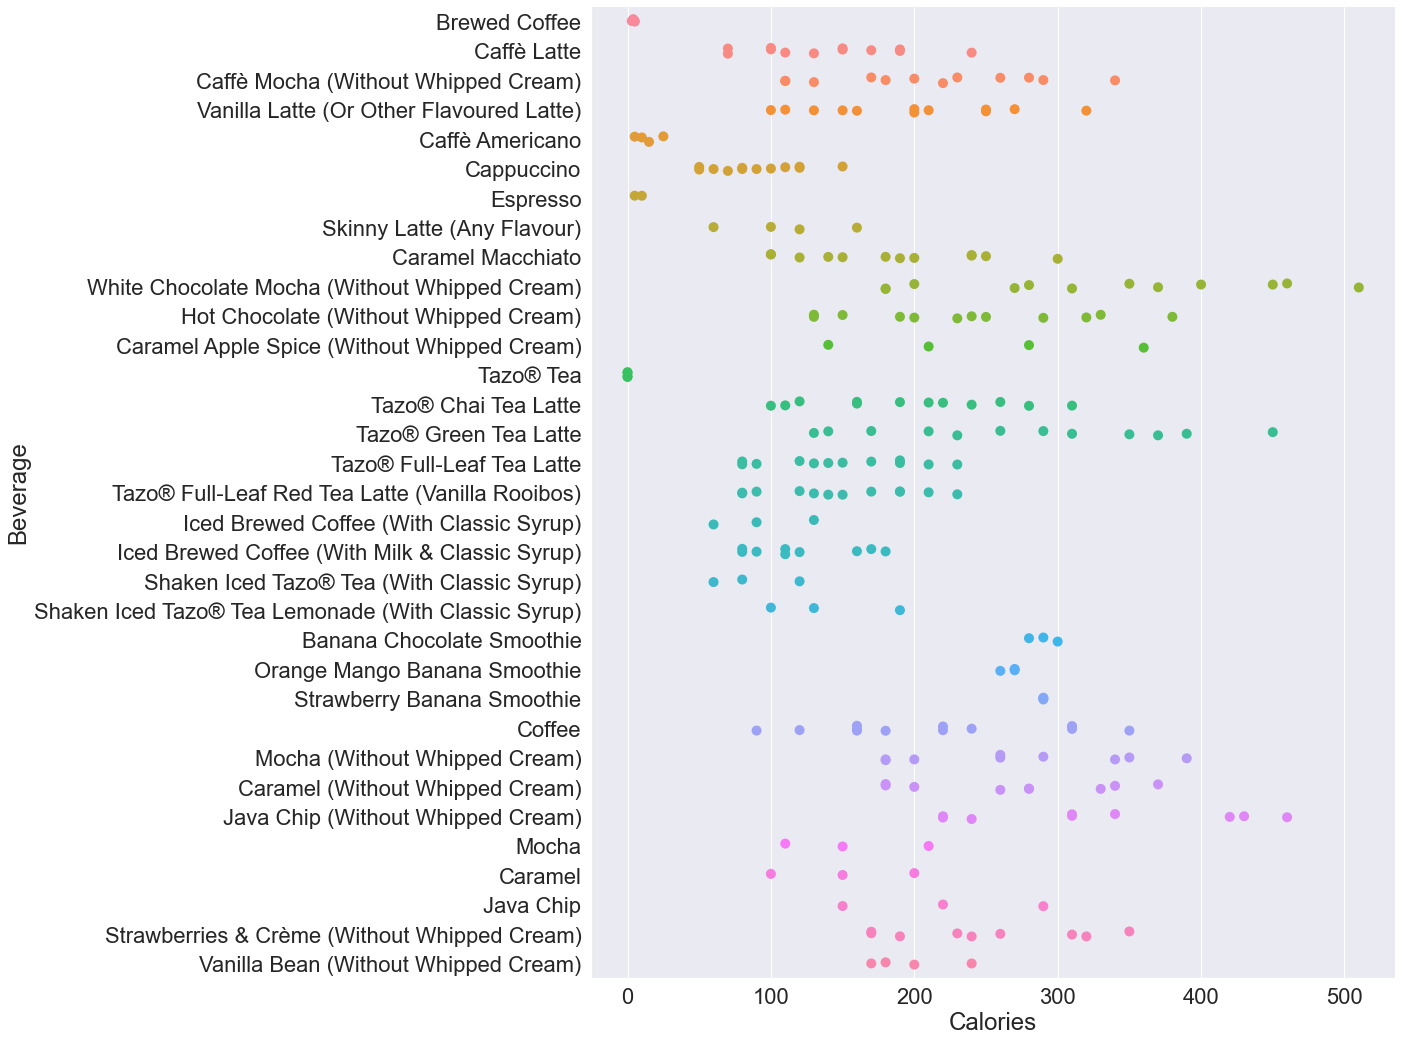 Brewed Coffee
Caffè Latte
Caffè Mocha (Without Whipped Cream)
Vanilla Latte (Or Other Flavoured Latte)
Caffè Americano
Cappuccino
Espresso
Skinny Latte (Any Flavour)
Caramel Macchiato
White Chocolate Mocha (Without Whipped Cream)
Hot Chocolate (Without Whipped Cream)
Caramel Apple Spice (Without Whipped Cream)
Tazo® Tea
Tazo® Chai Tea Latte
Tazo® Green Tea Latte
Tazo® Full-Leaf Tea Latte
Tazo® Full-Leaf Red Tea Latte (Vanilla Rooibos)
Iced Brewed Coffee (With Classic Syrup)
Iced Brewed Coffee (With Milk & Classic Syrup)
Shaken Iced Tazo® Tea (With Classic Syrup)
Shaken Iced Tazo® Tea Lemonade (With Classic Syrup)
Banana Chocolate Smoothie
Orange Mango Banana Smoothie
Strawberry Banana Smoothie
Coffee
Mocha (Without Whipped Cream)
Caramel (Without Whipped Cream)
Java Chip (Without Whipped Cream)
Mocha
Caramel
Java Chip
Strawberries & Crème (Without Whipped Cream)
Vanilla Bean (Without Whipped Cream)
Beverage
0 100 200 300 400 500
Calories